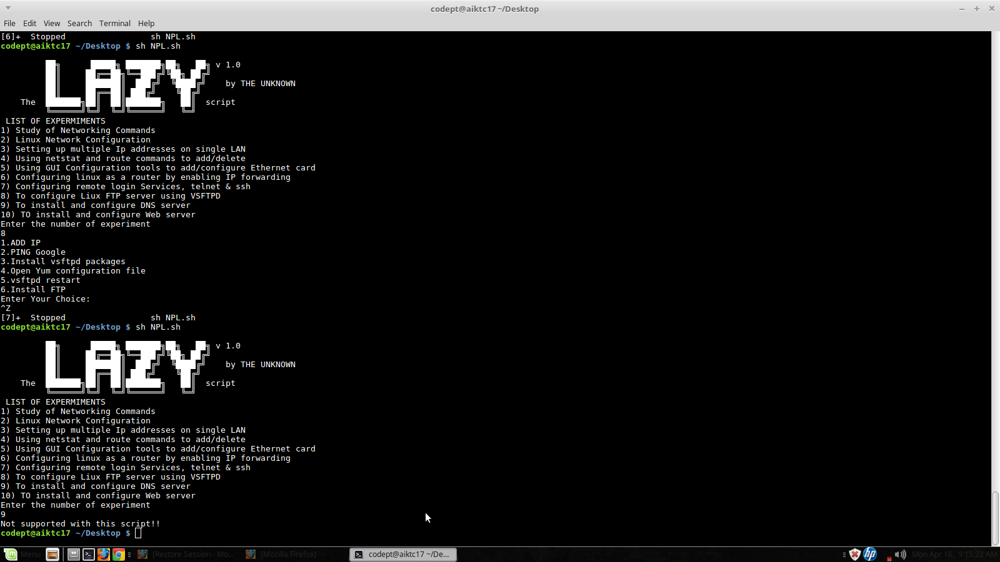 codept@aiktc17 ~/Desktop
File Edit View Search Terminal Help
[6]+  Stopped                 sh NPL.sh
codept@aiktc17 ~/Desktop $ sh NPL.sh
LAZY v 1.0
by THE UNKNOWN
The script
LIST OF EXPERMIMENTS
1) Study of Networking Commands
2) Linux Network Configuration
3) Setting up multiple Ip addresses on single LAN
4) Using netstat and route commands to add/delete
5) Using GUI Configuration tools to add/configure Ethernet card
6) Configuring linux as a router by enabling IP forwarding
7) Configuring remote login Services, telnet & ssh
8) To configure Liux FTP server using VSFTPD
9) To install and configure DNS server
10) TO install and configure Web server
Enter the number of experiment
8
1.ADD IP
2.PING Google
3.Install vsftpd packages
4.Open Yum configuration file
5.vsftpd restart
6.Install FTP
Enter Your Choice:
^Z
[7]+  Stopped                 sh NPL.sh
codept@aiktc17 ~/Desktop $ sh NPL.sh
LAZY v 1.0
by THE UNKNOWN
The script
LIST OF EXPERMIMENTS
1) Study of Networking Commands
2) Linux Network Configuration
3) Setting up multiple Ip addresses on single LAN
4) Using netstat and route commands to add/delete
5) Using GUI Configuration tools to add/configure Ethernet card
6) Configuring linux as a router by enabling IP forwarding
7) Configuring remote login Services, telnet & ssh
8) To configure Liux FTP server using VSFTPD
9) To install and configure DNS server
10) TO install and configure Web server
Enter the number of experiment
9
Not supported with this script!!
codept@aiktc17 ~/Desktop $
Menu [Restore Session - Mo... [Mozilla Firefox] codept@aiktc17 ~/De... hp Mon Apr 16, 9:15:22 AM